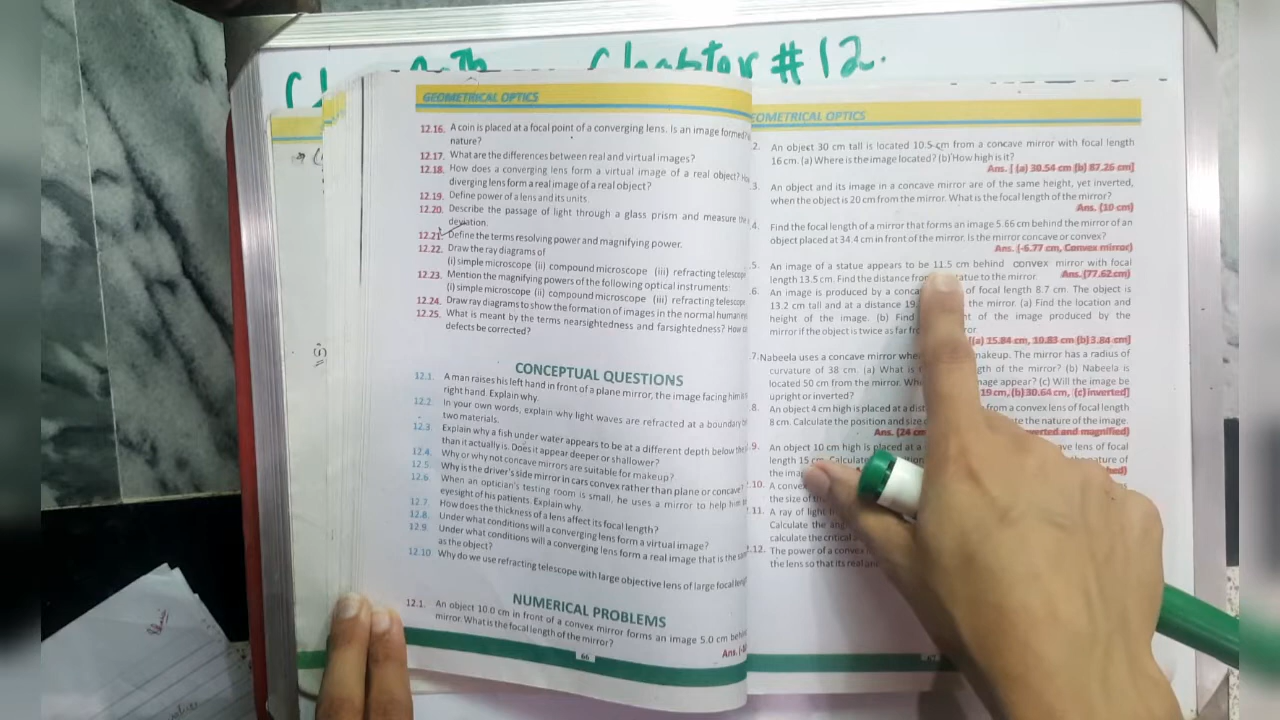 Chapter #12.
GEOMETRICAL OPTICS
12.16. A coin is placed at a focal point of a converging lens. Is an image formed?
nature?
12.17. What are the differences between real and virtual images?
12.18. How does a converging lens form a virtual image of a real object?
diverging lens form a real image of a real object?
12.19. Define power of a lens and its units.
12.20. Describe the passage of light through a glass prism and measure the
deviation.
12.21. Define the terms resolving power and magnifying power.
12.22. Draw the ray diagrams of
(i) simple microscope (ii) compound microscope (iii) refracting telescope
12.23. Mention the magnifying powers of the following optical instruments:
(i) simple microscope (ii) compound microscope (iii) refracting telescope
12.24. Draw ray diagrams to show the formation of images in the normal human
12.25. What is meant by the terms nearsightedness and farsightedness? How
defects be corrected?
CONCEPTUAL QUESTIONS
12.1. A man raises his left hand in front of a plane mirror, the image facing him is
right hand. Explain why.
12.2. In your own words, explain why light waves are refracted at a boundary
two materials.
12.3. Explain why a fish under water appears to be at a different depth below the
than it actually is. Does it appear deeper or shallower?
12.4. Why or why not concave mirrors are suitable for makeup?
12.5. Why is the driver's side mirror in cars convex rather than plane or concave?
12.6. When an optician's testing room is small, he uses a mirror to help him
eyesight of his patients. Explain why.
12.7. How does the thickness of a lens affect its focal length?
12.8. Under what conditions will a converging lens form a virtual image?
12.9. Under what conditions will a converging lens form a real image that is the
as the object?
12.10 Why do we use refracting telescope with large objective lens of large focal
NUMERICAL PROBLEMS
12.1. An object 10.0 cm in front of a convex mirror forms an image 5.0 cm
mirror. What is the focal length of the mirror?
Ans.
66
OMETRICAL OPTICS
2. An object 30 cm tall is located 10.5 cm from a concave mirror with focal length
16 cm. (a) Where is the image located? (b) How high is it?
Ans. [ (a) 30.54 cm (b) 87.26 cm]
3. An object and its image in a concave mirror are of the same height, yet inverted,
when the object is 20 cm from the mirror. What is the focal length of the mirror?
Ans. (10 cm)
4. Find the focal length of a mirror that forms an image 5.66 cm behind the mirror of an
object placed at 34.4 cm in front of the mirror. Is the mirror concave or convex?
Ans. (-6.77 cm, Convex mirror)
5. An image of a statue appears to be 11.5 cm behind convex mirror with focal
length 13.5 cm. Find the distance from statue to the mirror. Ans. (77.62cm)
6. An image is produced by a of focal length 8.7 cm. The object is
13.2 cm tall and at a distance the mirror. (a) Find the location and
height of the image. (b) Find of the image produced by the
mirror if the object is twice as far
[(a) 15.84 cm, 10.83 cm (b) 3.84 cm]
7. Nabeela uses a concave mirror makeup. The mirror has a radius of
curvature of 38 cm. (a) What is of the mirror? (b) Nabeela is
located 50 cm from the mirror. appear? (c) Will the image be
upright or inverted? 19 cm, (b) 30.64 cm, (c) inverted]
8. An object 4 cm high is placed at a from a convex lens of focal length
8 cm. Calculate the position and size the nature of the image.
Ans. (24 cm and magnified)
9. An object 10 cm high is placed at a lens of focal
length 15 cm. Calculate nature of
the
10. A convex
the size of
11. A ray of light
Calculate the
calculate the critical
12. The power of a convex
the lens so that its real